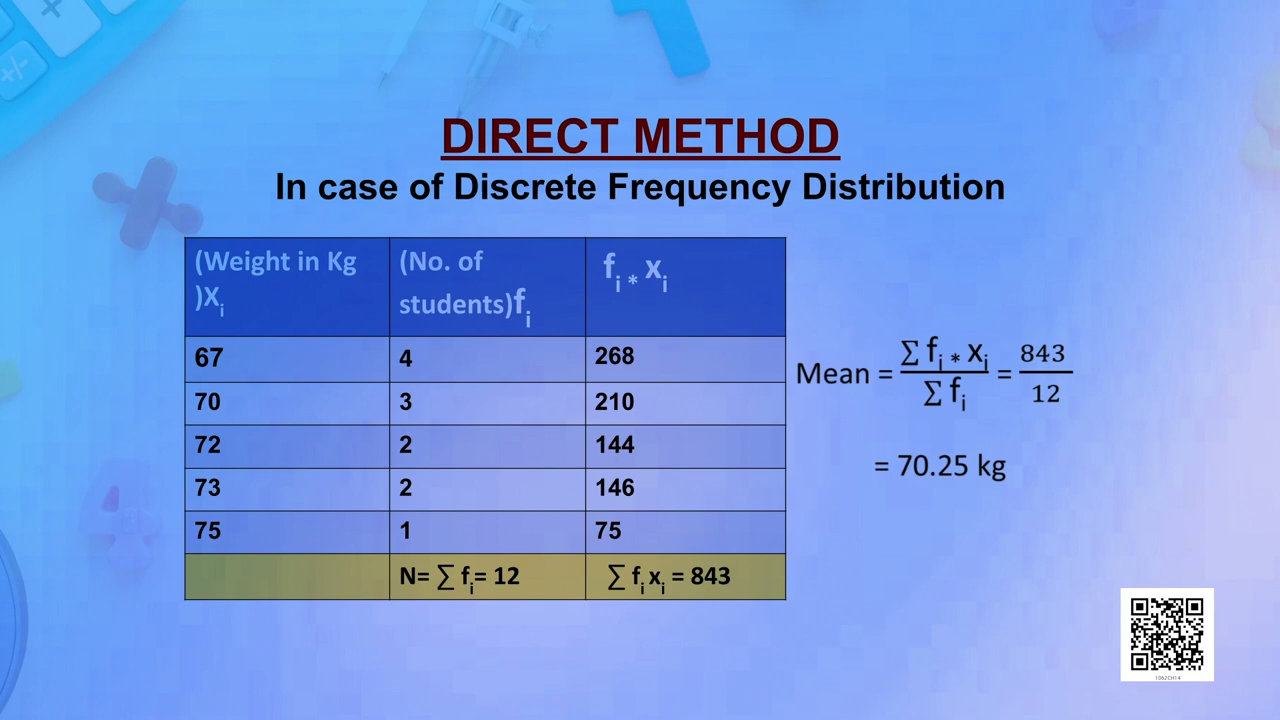 DIRECT METHOD
In case of Discrete Frequency Distribution
(Weight in Kg )Xi (No. of students)fi fi * xi
67 4 268
70 3 210
72 2 144
73 2 146
75 1 75
N= ∑ fi= 12 ∑ fi xi = 843
Mean = ∑ fi * xi / ∑ fi = 843 / 12
= 70.25 kg
1062CH14
+
+/-